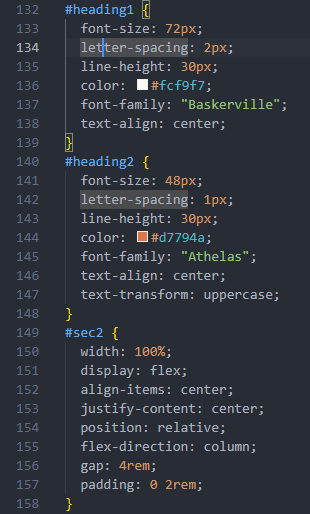 132 #heading1 {
133 font-size: 72px;
134 letter-spacing: 2px;
135 line-height: 30px;
136 color: #fcf9f7;
137 font-family: "Baskerville";
138 text-align: center;
139 }
140 #heading2 {
141 font-size: 48px;
142 letter-spacing: 1px;
143 line-height: 30px;
144 color: #d7794a;
145 font-family: "Athelas";
146 text-align: center;
147 text-transform: uppercase;
148 }
149 #sec2 {
150 width: 100%;
151 display: flex;
152 align-items: center;
153 justify-content: center;
154 position: relative;
155 flex-direction: column;
156 gap: 4rem;
157 padding: 0 2rem;
158 }